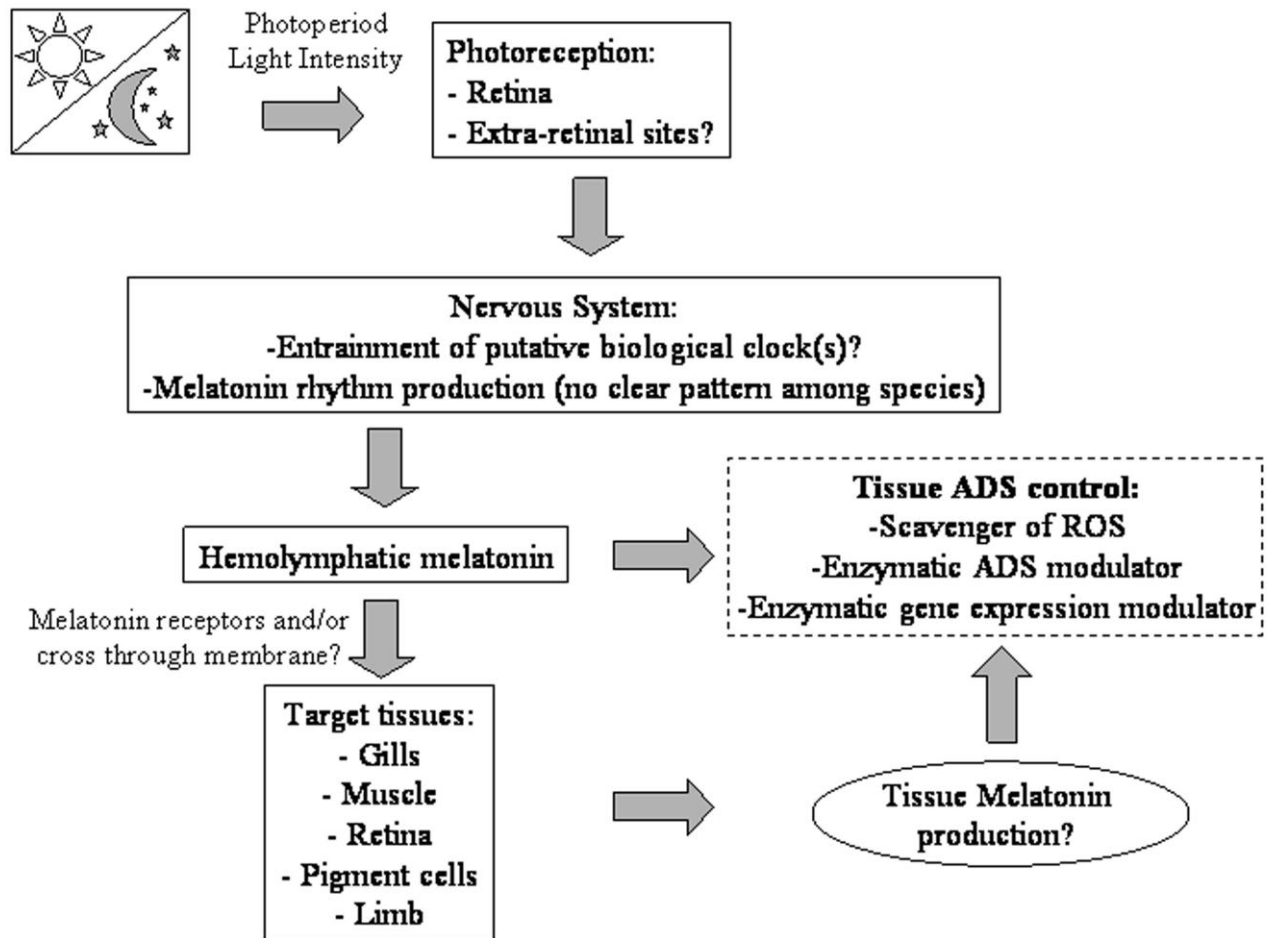 Photoperiod
Light Intensity
Photoreception:
- Retina
- Extra-retinal sites?
Nervous System:
-Entrainment of putative biological clock(s)?
-Melatonin rhythm production (no clear pattern among species)
Hemolymphatic melatonin
Tissue ADS control:
-Scavenger of ROS
-Enzymatic ADS modulator
-Enzymatic gene expression modulator
Melatonin receptors and/or
cross through membrane?
Target tissues:
- Gills
- Muscle
- Retina
- Pigment cells
- Limb
Tissue Melatonin
production?